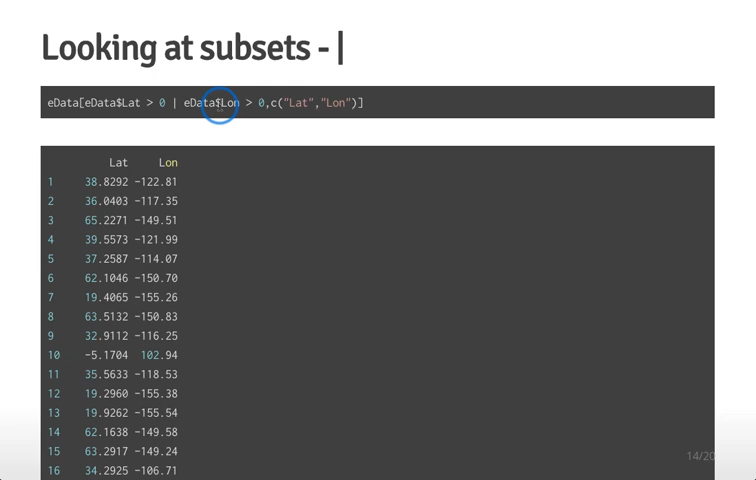 Looking at subsets - |
eData[eData$Lat > 0 | eData$Lon > 0,c("Lat","Lon")]
Lat Lon
1 38.8292 -122.81
2 36.0403 -117.35
3 65.2271 -149.51
4 39.5573 -121.99
5 37.2587 -114.07
6 62.1046 -150.70
7 19.4065 -155.26
8 63.5132 -150.83
9 32.9112 -116.25
10 -5.1704 102.94
11 35.5633 -118.53
12 19.2960 -155.38
13 19.9262 -155.54
14 62.1638 -149.58
15 63.2917 -149.24
14/20
16 34.2925 -106.71